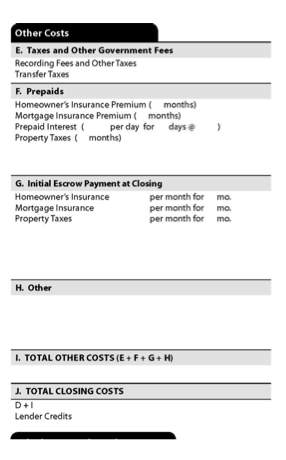 Other Costs
E. Taxes and Other Government Fees
Recording Fees and Other Taxes
Transfer Taxes
F. Prepaids
Homeowner's Insurance Premium ( months)
Mortgage Insurance Premium ( months)
Prepaid Interest ( per day for days @ )
Property Taxes ( months)
G. Initial Escrow Payment at Closing
Homeowner's Insurance per month for mo.
Mortgage Insurance per month for mo.
Property Taxes per month for mo.
H. Other
I. TOTAL OTHER COSTS (E + F + G + H)
J. TOTAL CLOSING COSTS
D + I
Lender Credits